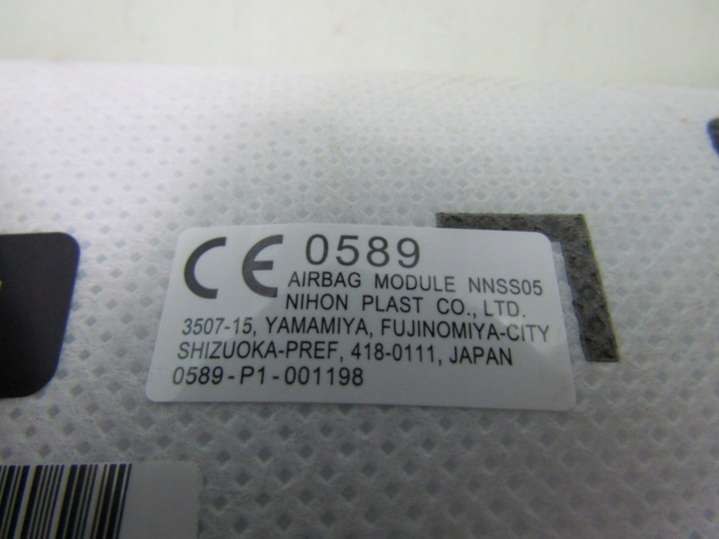 CE 0589
AIRBAG MODULE NNSS05
NIHON PLAST CO., LTD.
3507-15, YAMAMIYA, FUJINOMIYA-CITY
SHIZUOKA-PREF, 418-0111, JAPAN
0589-P1-001198